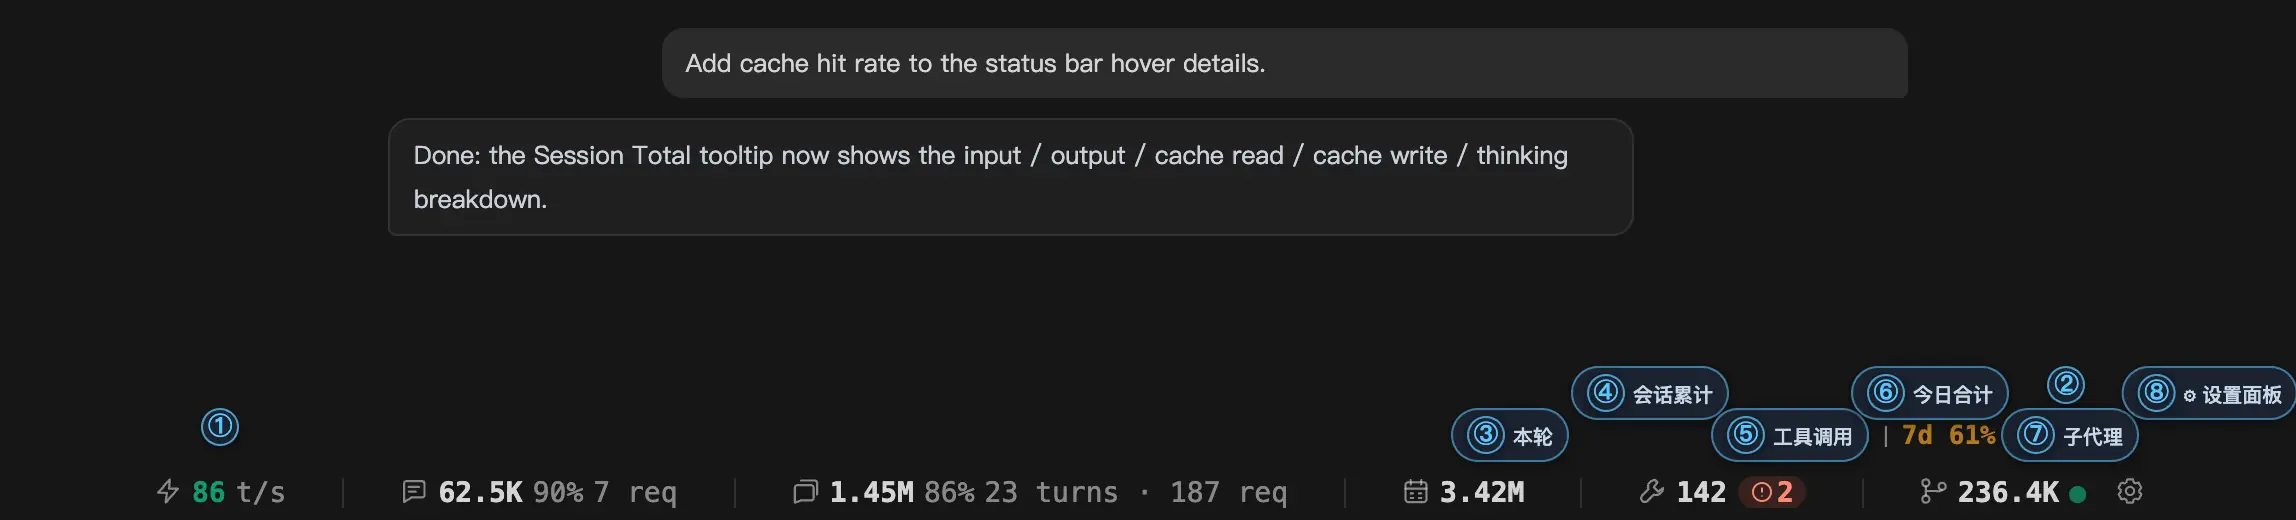 Add cache hit rate to the status bar hover details.
Done: the Session Total tooltip now shows the input / output / cache read / cache write / thinking
breakdown.
④ 会话累计 ⑥ 今日合计 ② ⑧ ⚙ 设置面板
① ③ 本轮 ⑤ 工具调用 | 7d 61% ⑦ 子代理
86 t/s 62.5K 90% 7 req 1.45M 86% 23 turns · 187 req 3.42M 142 2 236.4K